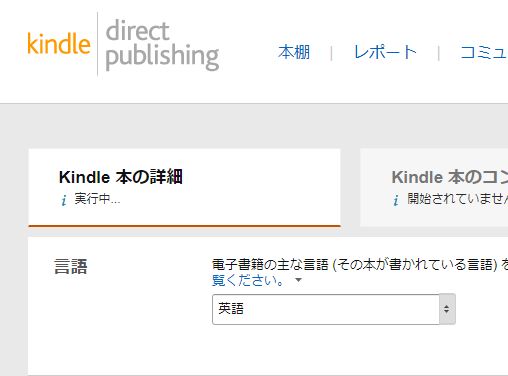 kindle direct publishing
本棚 | レポート | コミュ
Kindle 本の詳細
i 実行中...
Kindle 本のコン
i 開始されていません
言語
電子書籍の主な言語 (その本が書かれている言語) を
覧ください。
英語